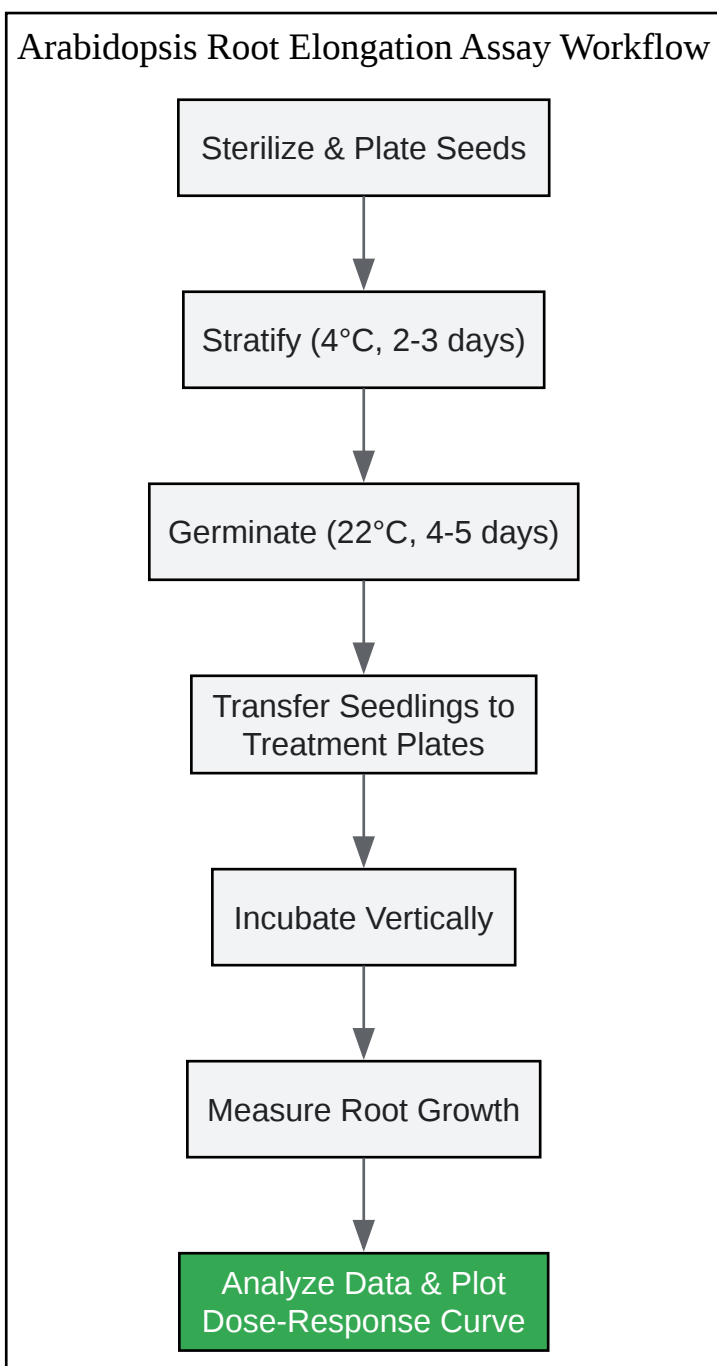 Arabidopsis Root Elongation Assay Workflow
Sterilize & Plate Seeds
Stratify (4°C, 2-3 days)
Germinate (22°C, 4-5 days)
Transfer Seedlings to
Treatment Plates
Incubate Vertically
Measure Root Growth
Analyze Data & Plot
Dose-Response Curve